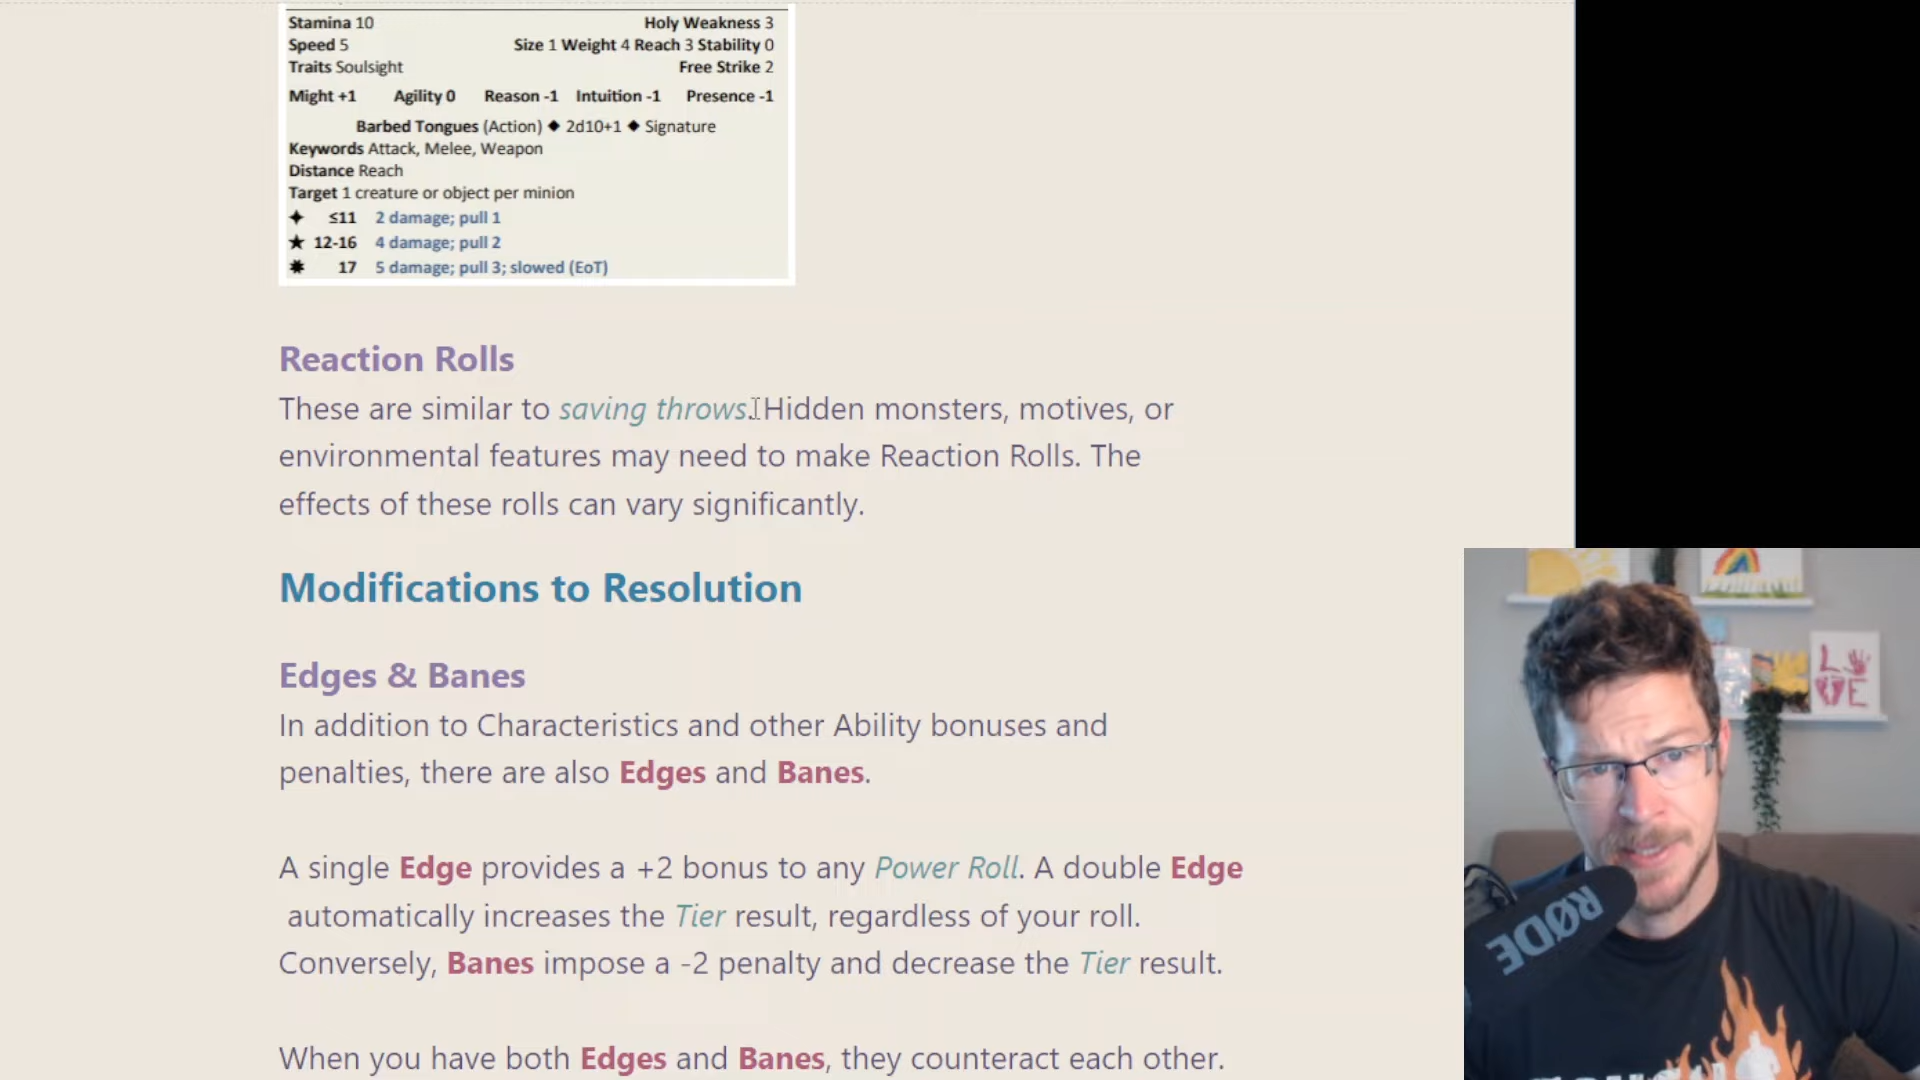 Stamina 10 Holy Weakness 3
Speed 5 Size 1 Weight 4 Reach 3 Stability 0
Traits Soulsight Free Strike 2
Might +1 Agility 0 Reason -1 Intuition -1 Presence -1
Barbed Tongues (Action) ◆ 2d10+1 ◆ Signature
Keywords Attack, Melee, Weapon
Distance Reach
Target 1 creature or object per minion
✦ ≤11 2 damage; pull 1
★ 12-16 4 damage; pull 2
✸ 17 5 damage; pull 3; slowed (EoT)
Reaction Rolls
These are similar to saving throws. Hidden monsters, motives, or
environmental features may need to make Reaction Rolls. The
effects of these rolls can vary significantly.
Modifications to Resolution
Edges & Banes
In addition to Characteristics and other Ability bonuses and
penalties, there are also Edges and Banes.
A single Edge provides a +2 bonus to any Power Roll. A double Edge
automatically increases the Tier result, regardless of your roll.
Conversely, Banes impose a -2 penalty and decrease the Tier result.
When you have both Edges and Banes, they counteract each other.
RØDE